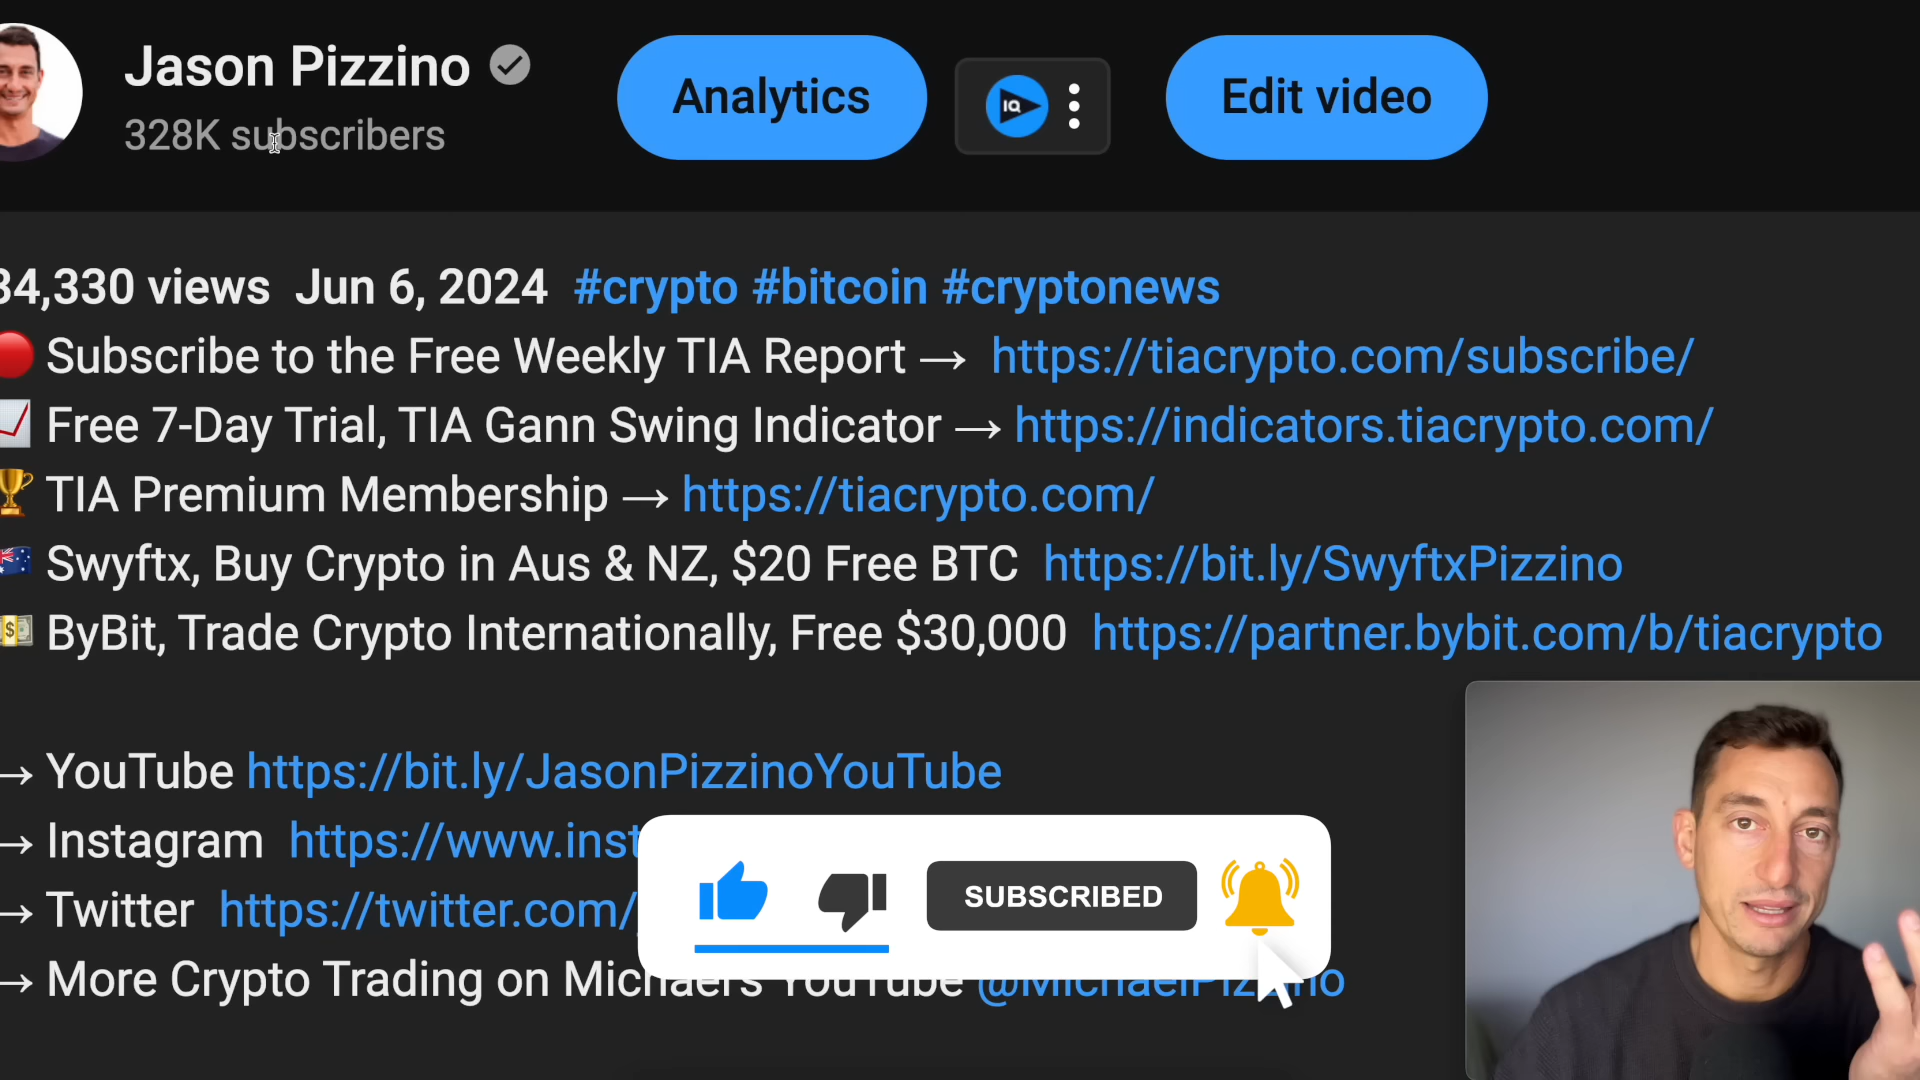 Jason Pizzino
328K subscribers
Analytics
IQ
Edit video
34,330 views Jun 6, 2024 #crypto #bitcoin #cryptonews
Subscribe to the Free Weekly TIA Report → https://tiacrypto.com/subscribe/
Free 7-Day Trial, TIA Gann Swing Indicator → https://indicators.tiacrypto.com/
TIA Premium Membership → https://tiacrypto.com/
Swyftx, Buy Crypto in Aus & NZ, $20 Free BTC https://bit.ly/SwyftxPizzino
ByBit, Trade Crypto Internationally, Free $30,000 https://partner.bybit.com/b/tiacrypto
→ YouTube https://bit.ly/JasonPizzinoYouTube
→ Instagram https://www.inst
→ Twitter https://twitter.com/
SUBSCRIBED
→ More Crypto Trading on Michael's YouTube @MichaelPizzino